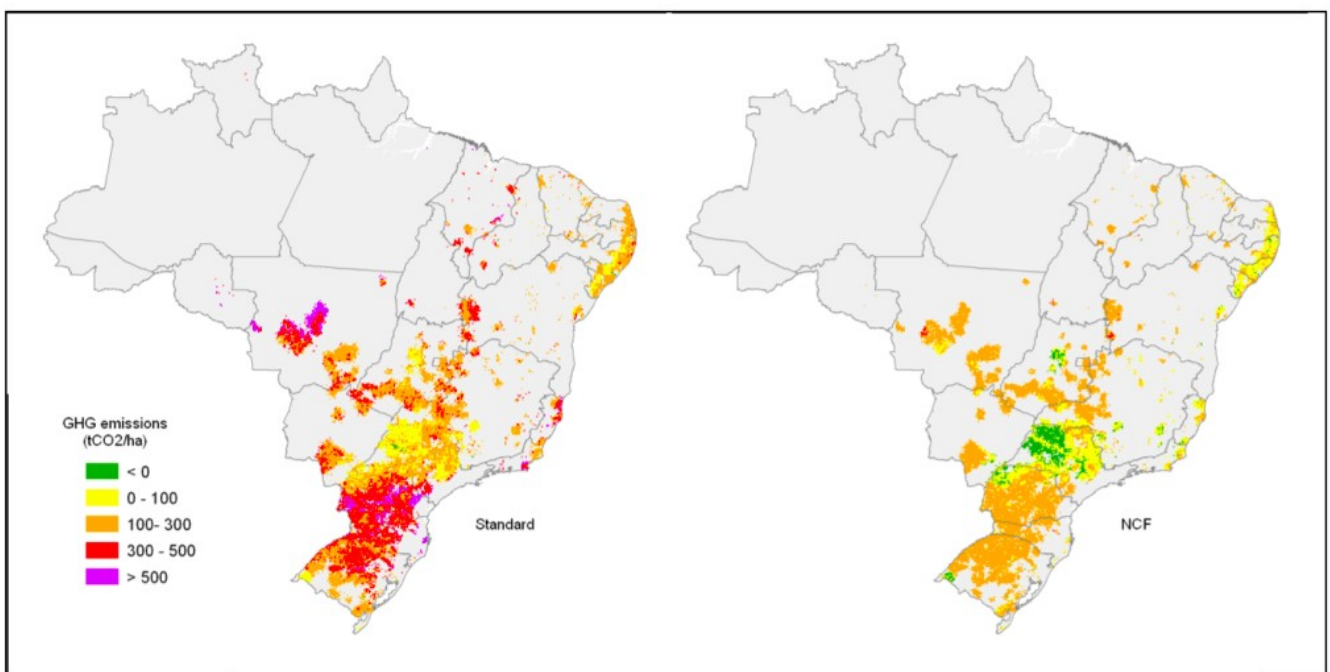 GHG emissions
(tCO2/ha)
< 0
0 - 100
100- 300
300 - 500
> 500
Standard
NCF